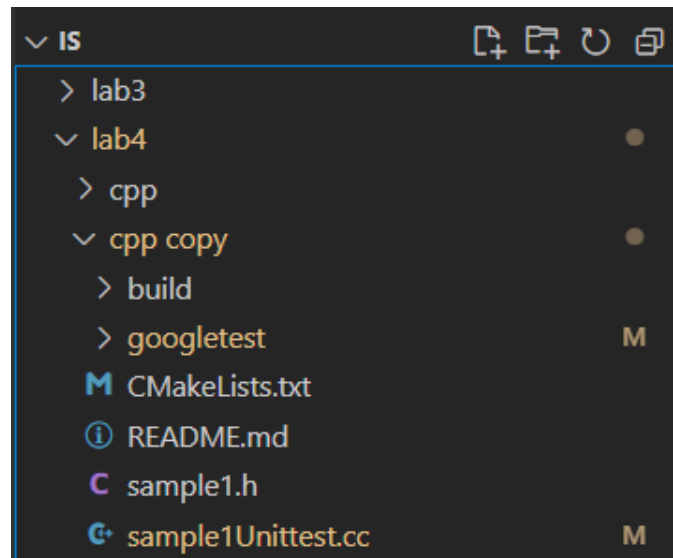 IS
lab3
lab4
cpp
cpp copy
build
googletest M
M CMakeLists.txt
README.md
C sample1.h
G+ sample1Unittest.cc M